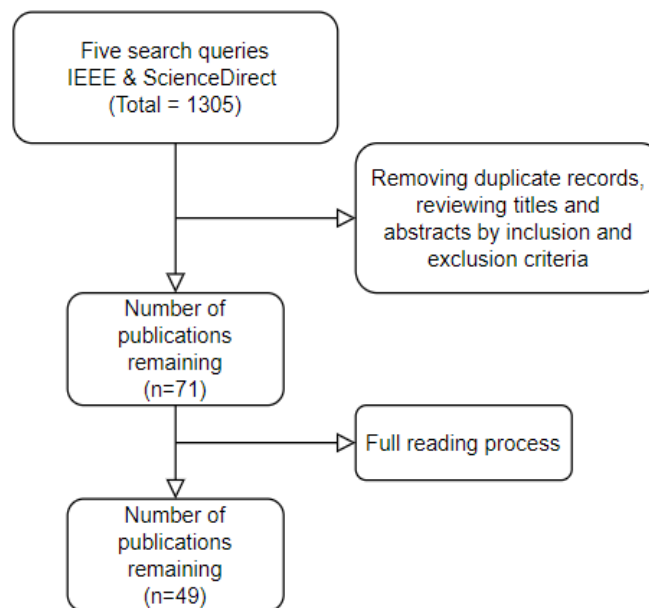 Five search queries
IEEE & ScienceDirect
(Total = 1305)
Removing duplicate records,
reviewing titles and
abstracts by inclusion and
exclusion criteria
Number of
publications
remaining
(n=71)
Full reading process
Number of
publications
remaining
(n=49)